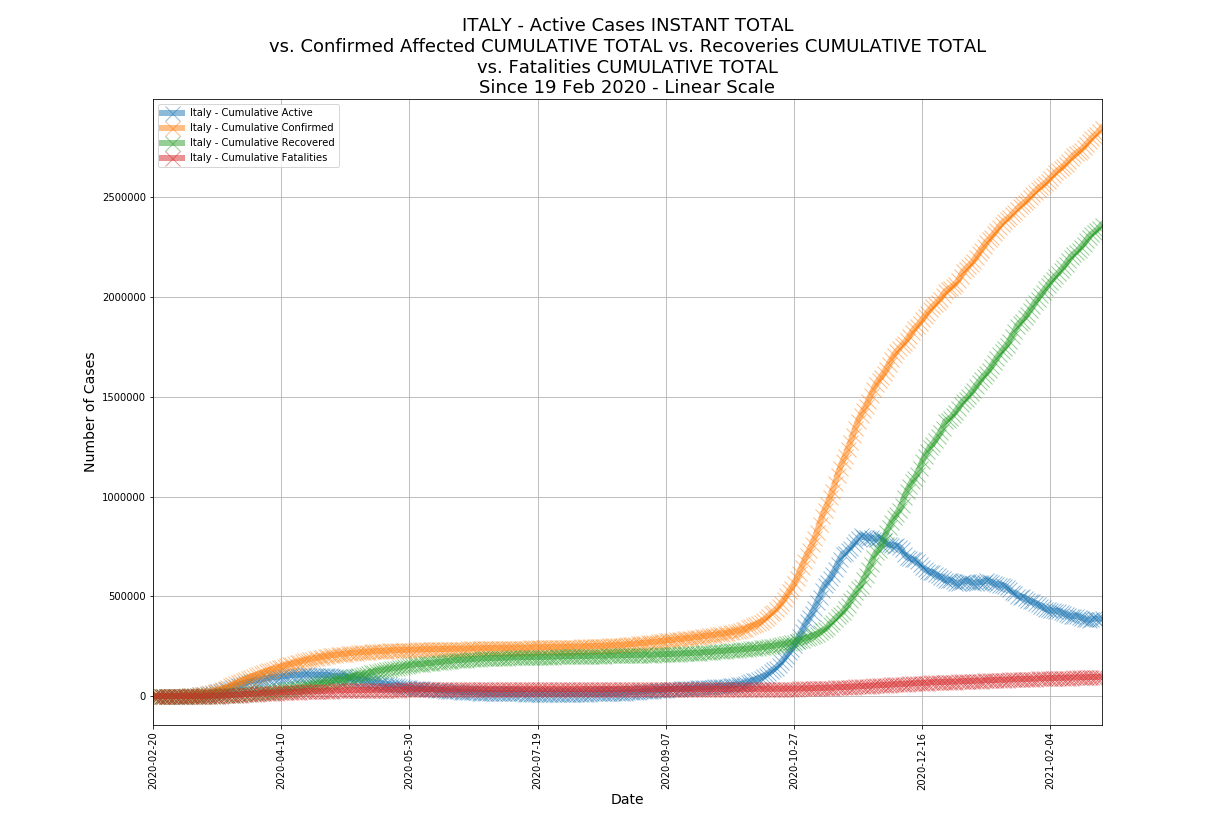 ITALY - Active Cases INSTANT TOTAL
vs. Confirmed Affected CUMULATIVE TOTAL vs. Recoveries CUMULATIVE TOTAL
vs. Fatalities CUMULATIVE TOTAL
Since 19 Feb 2020 - Linear Scale
Italy - Cumulative Active
Italy - Cumulative Confirmed
Italy - Cumulative Recovered
Italy - Cumulative Fatalities
Number of Cases
2500000
2000000
1500000
1000000
500000
0
2020-02-20
2020-04-10
2020-05-30
2020-07-19
2020-09-07
2020-10-27
2020-12-16
2021-02-04
Date